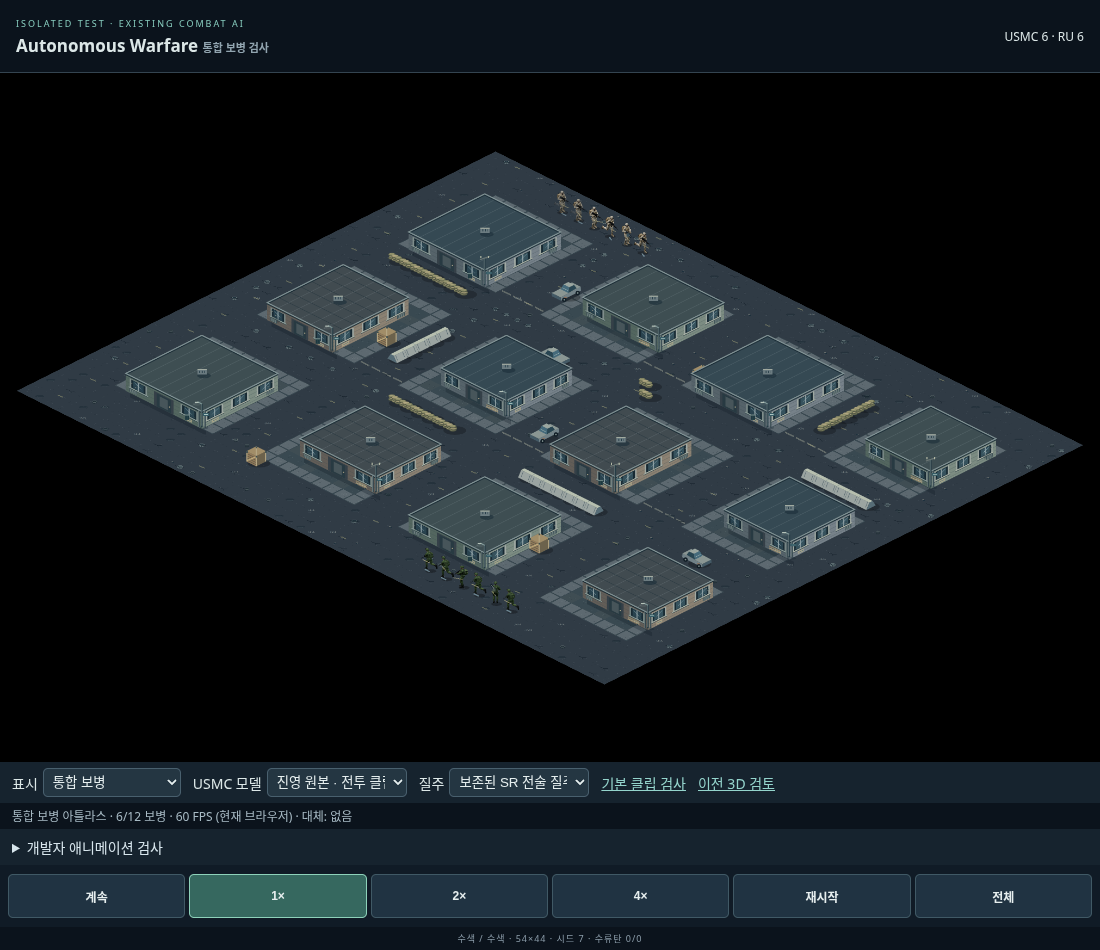 ISOLATED TEST · EXISTING COMBAT AI
Autonomous Warfare 통합 보병 검사
USMC 6 · RU 6
표시 통합 보병 USMC 모델 진영 원본 · 전투 클 질주 보존된 SR 전술 질주 기본 클립 검사 이전 3D 검토
통합 보병 아틀라스 · 6/12 보병 · 60 FPS (현재 브라우저) · 대체: 없음
▶ 개발자 애니메이션 검사
계속 1× 2× 4× 재시작 전체
수색 / 수색 · 54×44 · 시드 7 · 수류탄 0/0